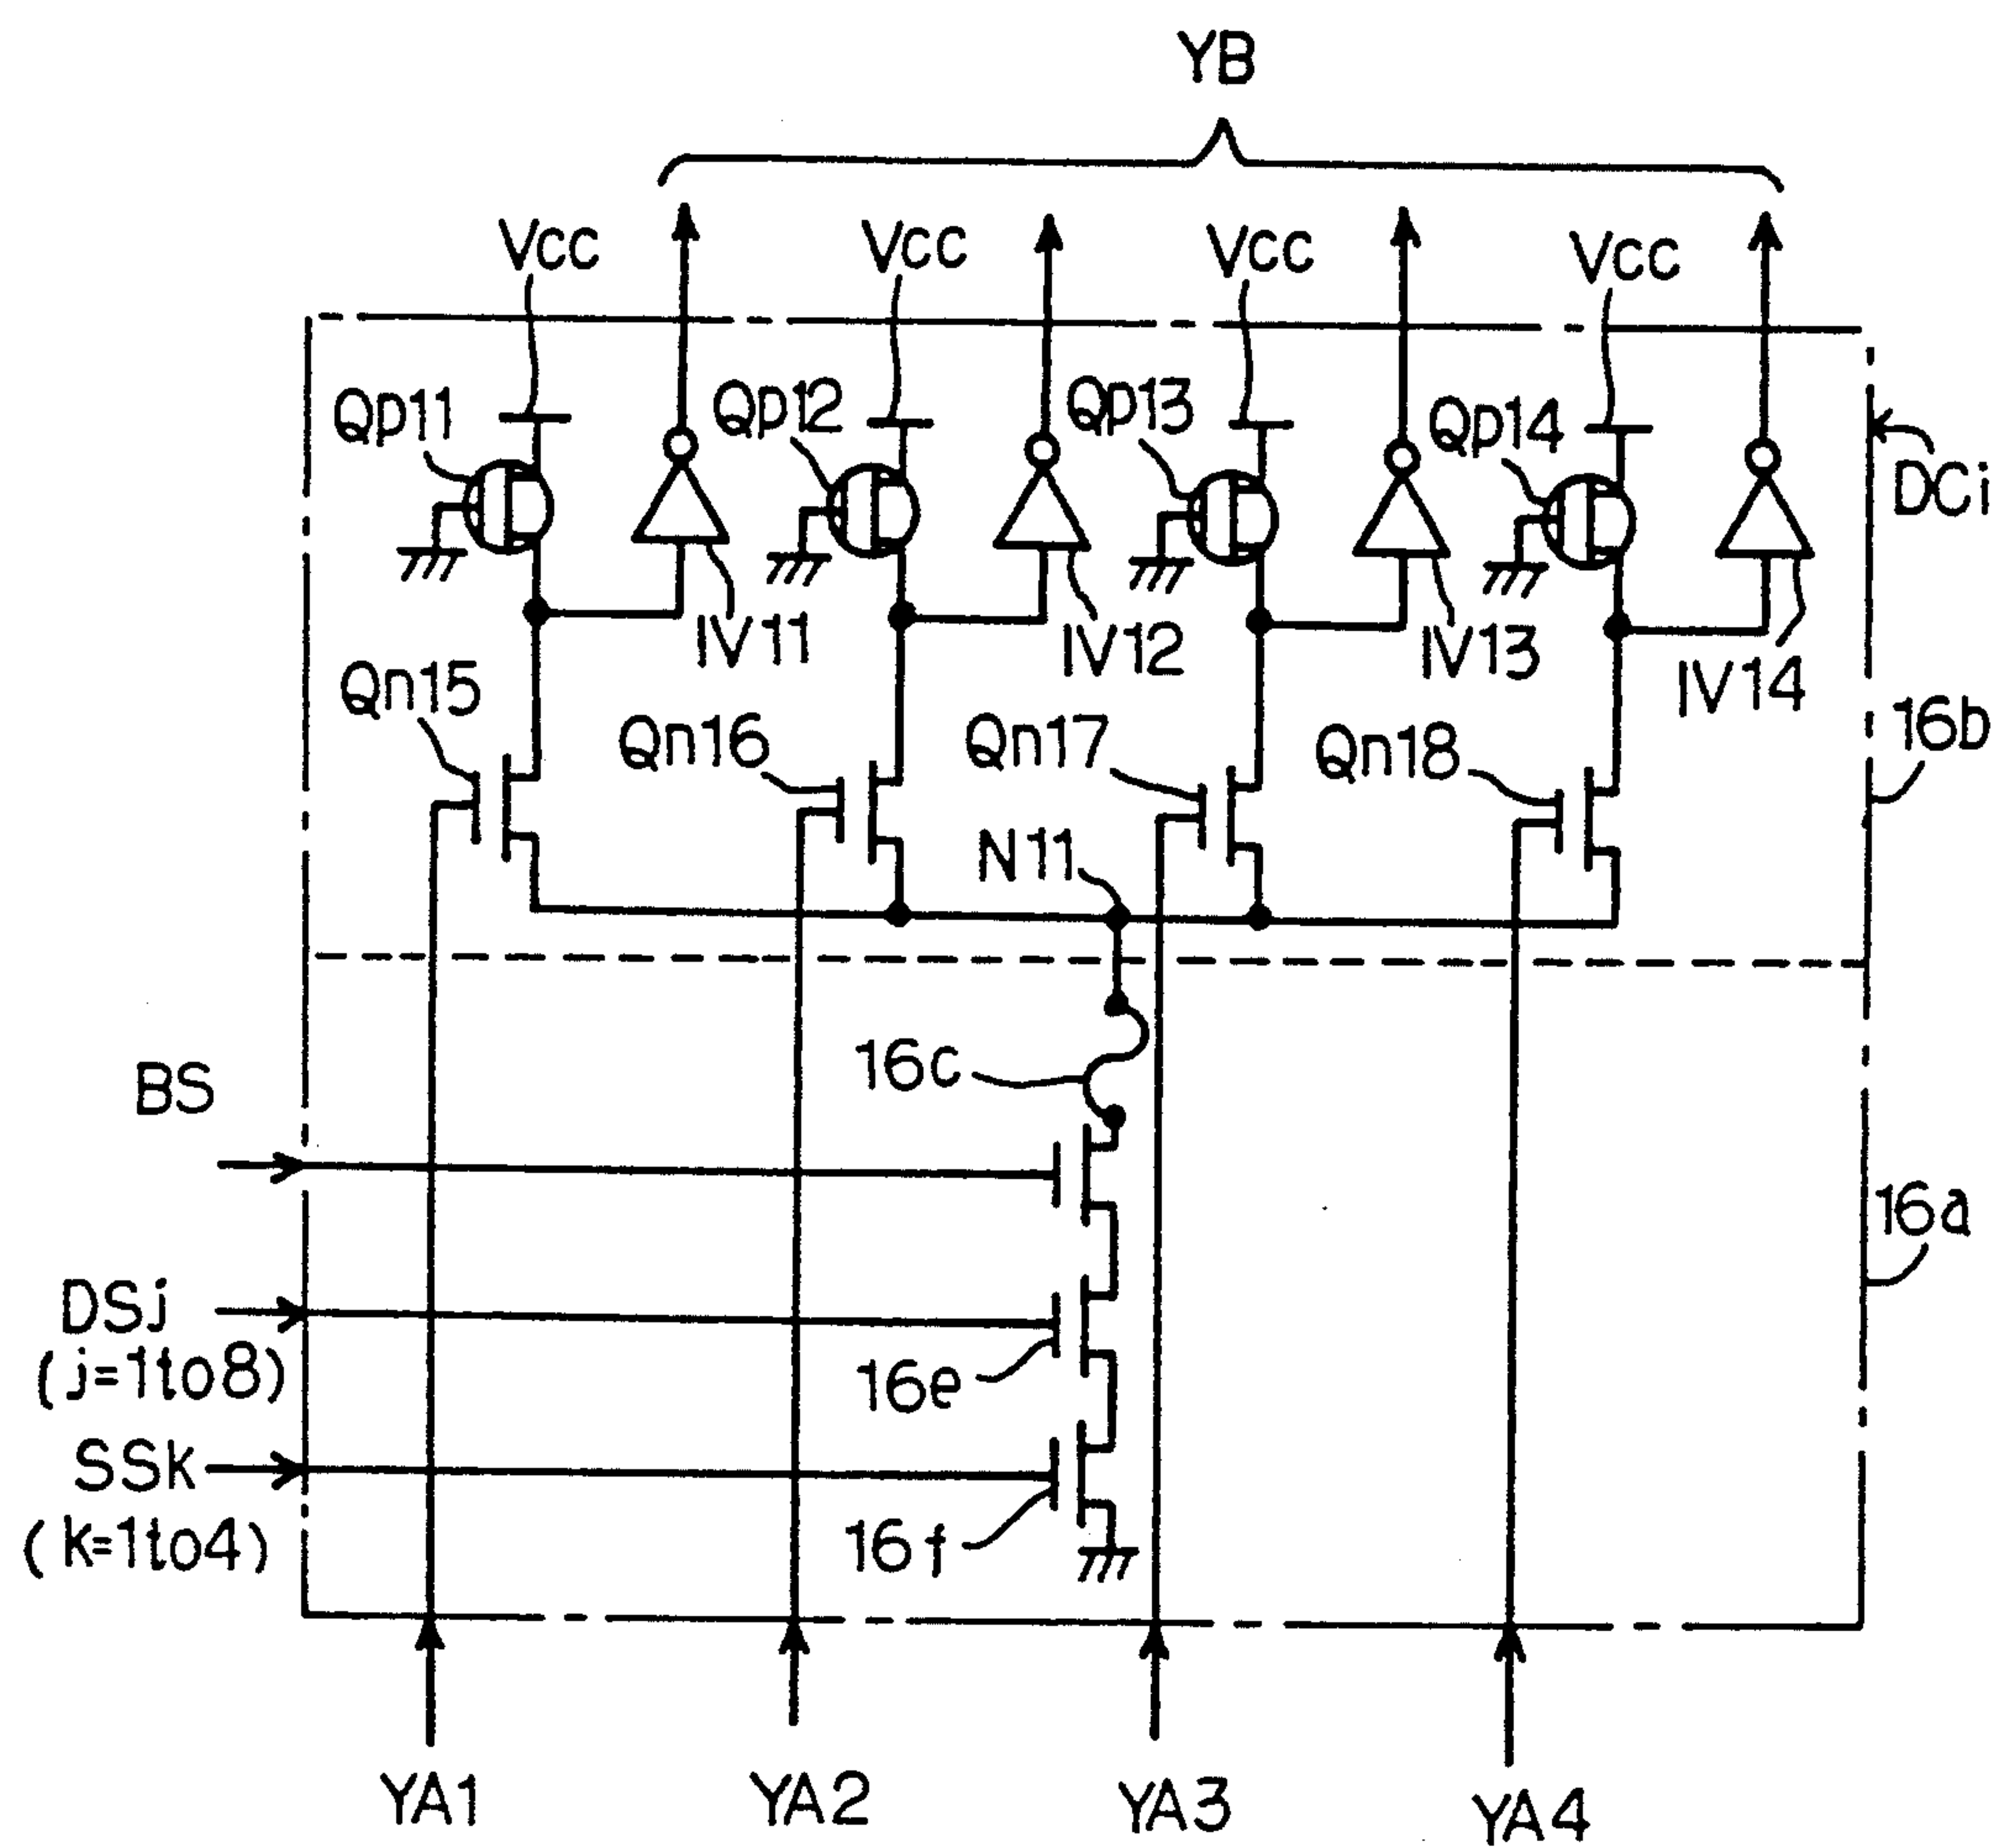 YB
Vcc
Vcc
Vcc
Vcc
Qp11
Qp12
Qp13
Qp14
DCi
IV11
IV12
IV13
IV14
Qn15
Qn16
Qn17
Qn18
16b
N11
16c
BS
16a
DSj
(j=1to8)
16e
SSk
(k=1to4)
16f
YA1
YA2
YA3
YA4